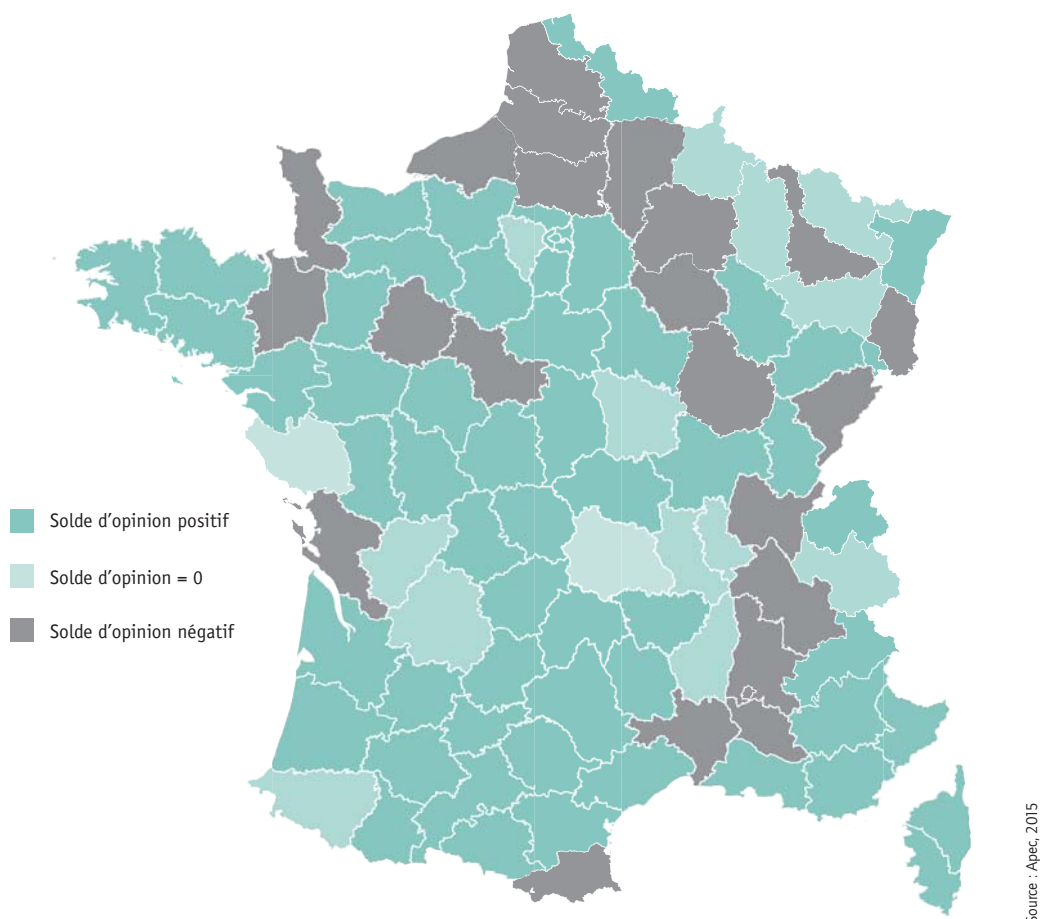 Solde d'opinion positif
Solde d'opinion = 0
Solde d'opinion négatif
Source : Apec, 2015